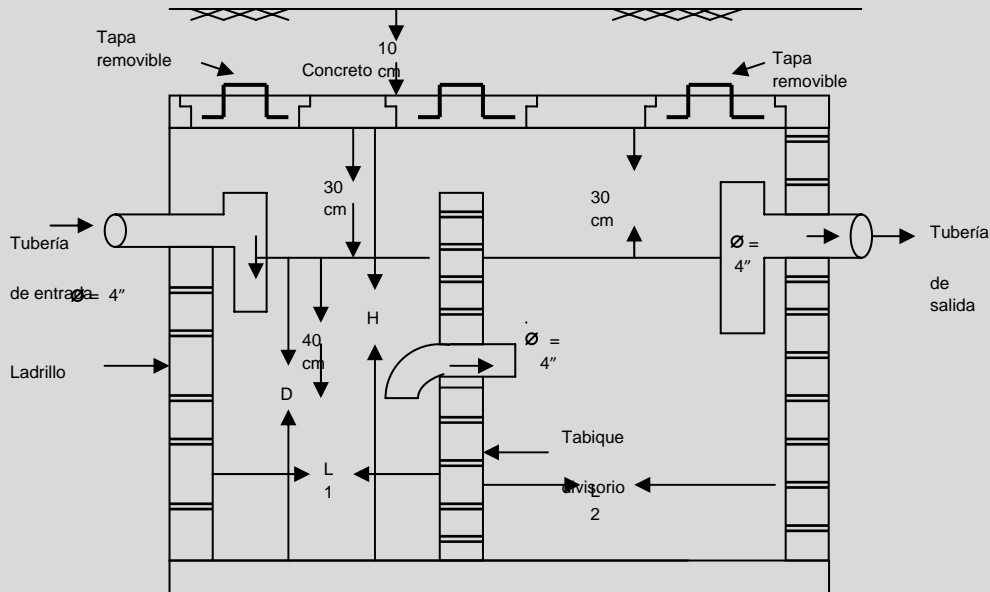 Tapa
removible
10
cm
Concreto
Tapa
removible
30
cm
30
cm
Tubería
de entrada
Ø = 4”
Ø =
4”
Tubería
de
salida
H
40
cm
Ø =
4”
Ladrillo
D
Tabique
divisorio
L
1
L
2